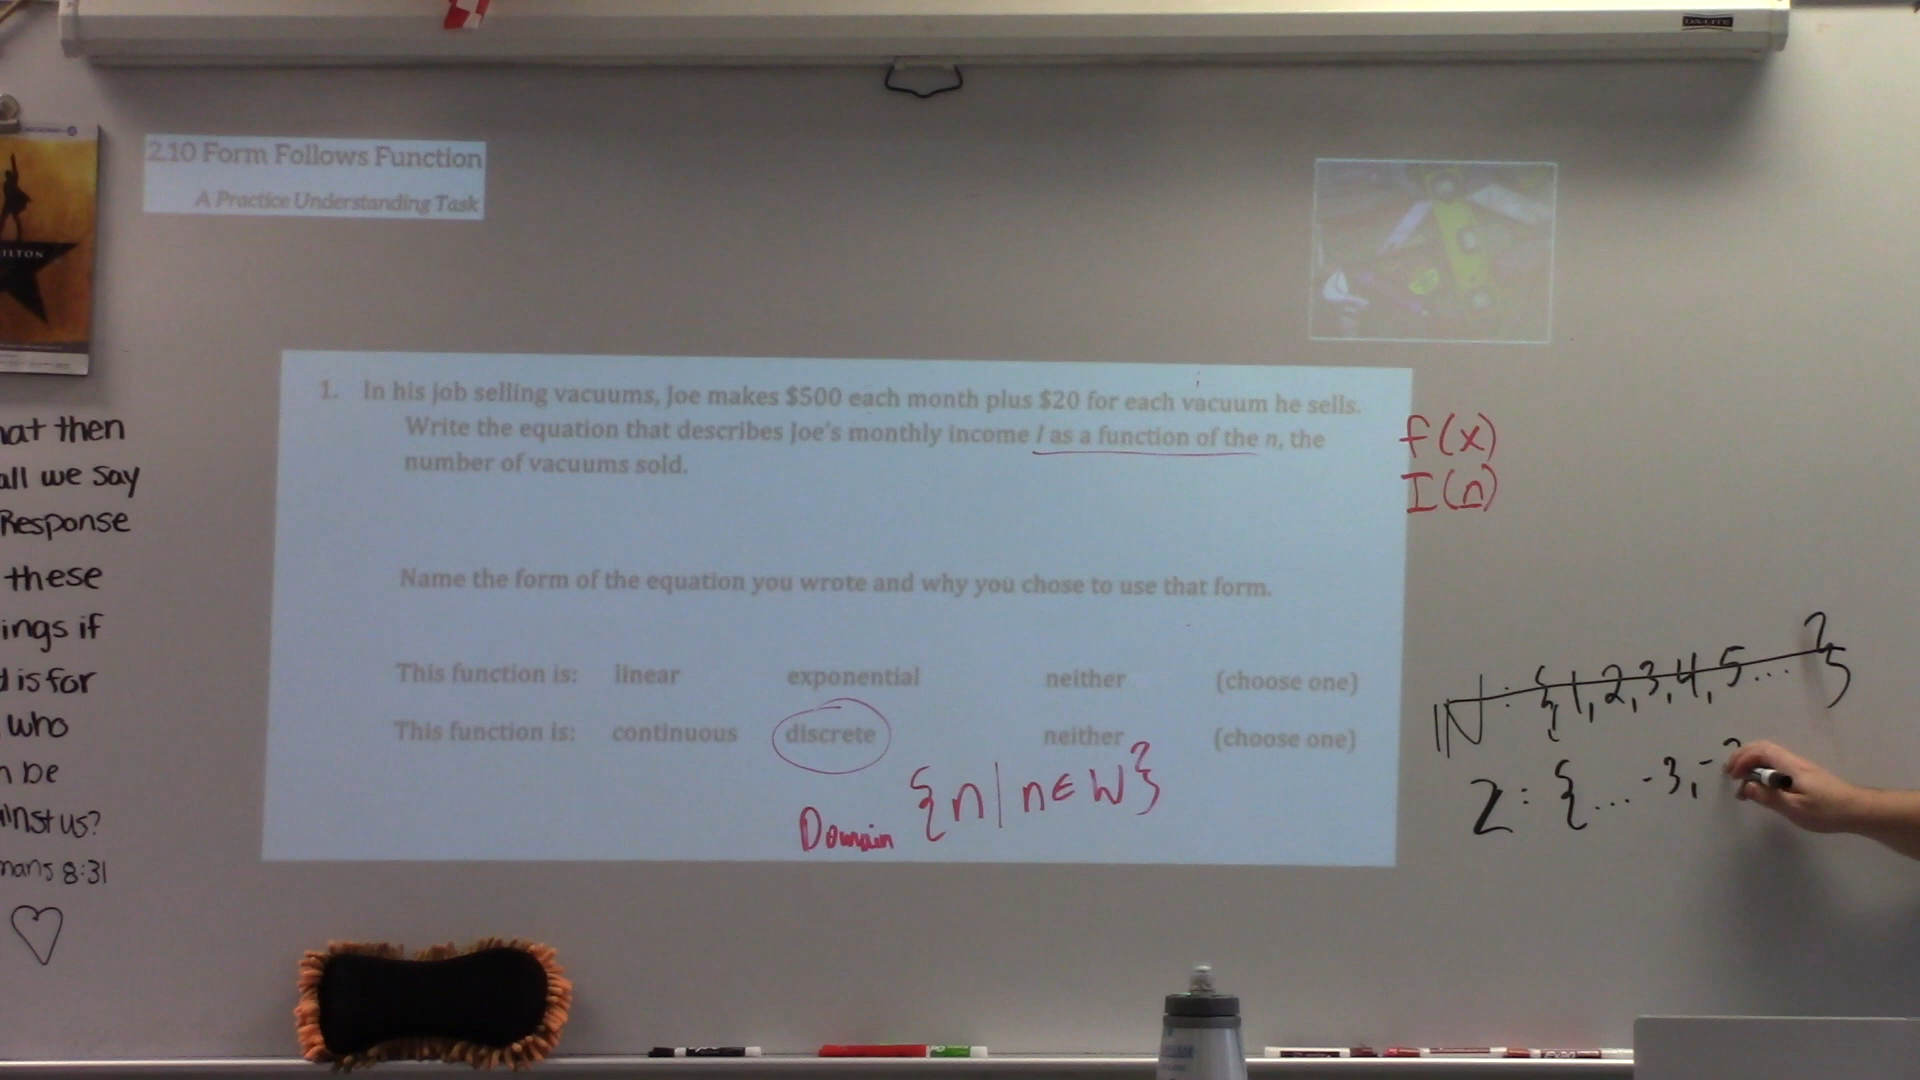 DA-LITE
2.10 Form Follows Function
A Practice Understanding Task
ILTON
1. In his job selling vacuums, Joe makes $500 each month plus $20 for each vacuum he sells.
Write the equation that describes Joe's monthly income I as a function of the n, the
number of vacuums sold.
f(x)
I(n)
Name the form of the equation you wrote and why you chose to use that form.
This function is: linear exponential neither (choose one)
This function is: continuous discrete neither (choose one)
Domain {n | n ∈ W}
ℕ: {1, 2, 3, 4, 5 ... }
Z: {... -3, -
hat then
all we say
Response
these
ings if
d is for
who
n be
ainst us?
mans 8:31